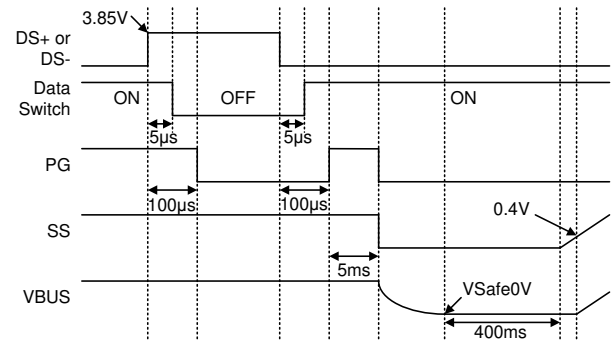 3.85V
DS+ or
DS-
Data
Switch
ON
OFF
ON
5μs
5μs
PG
100μs
100μs
0.4V
SS
5ms
VSafe0V
VBUS
400ms